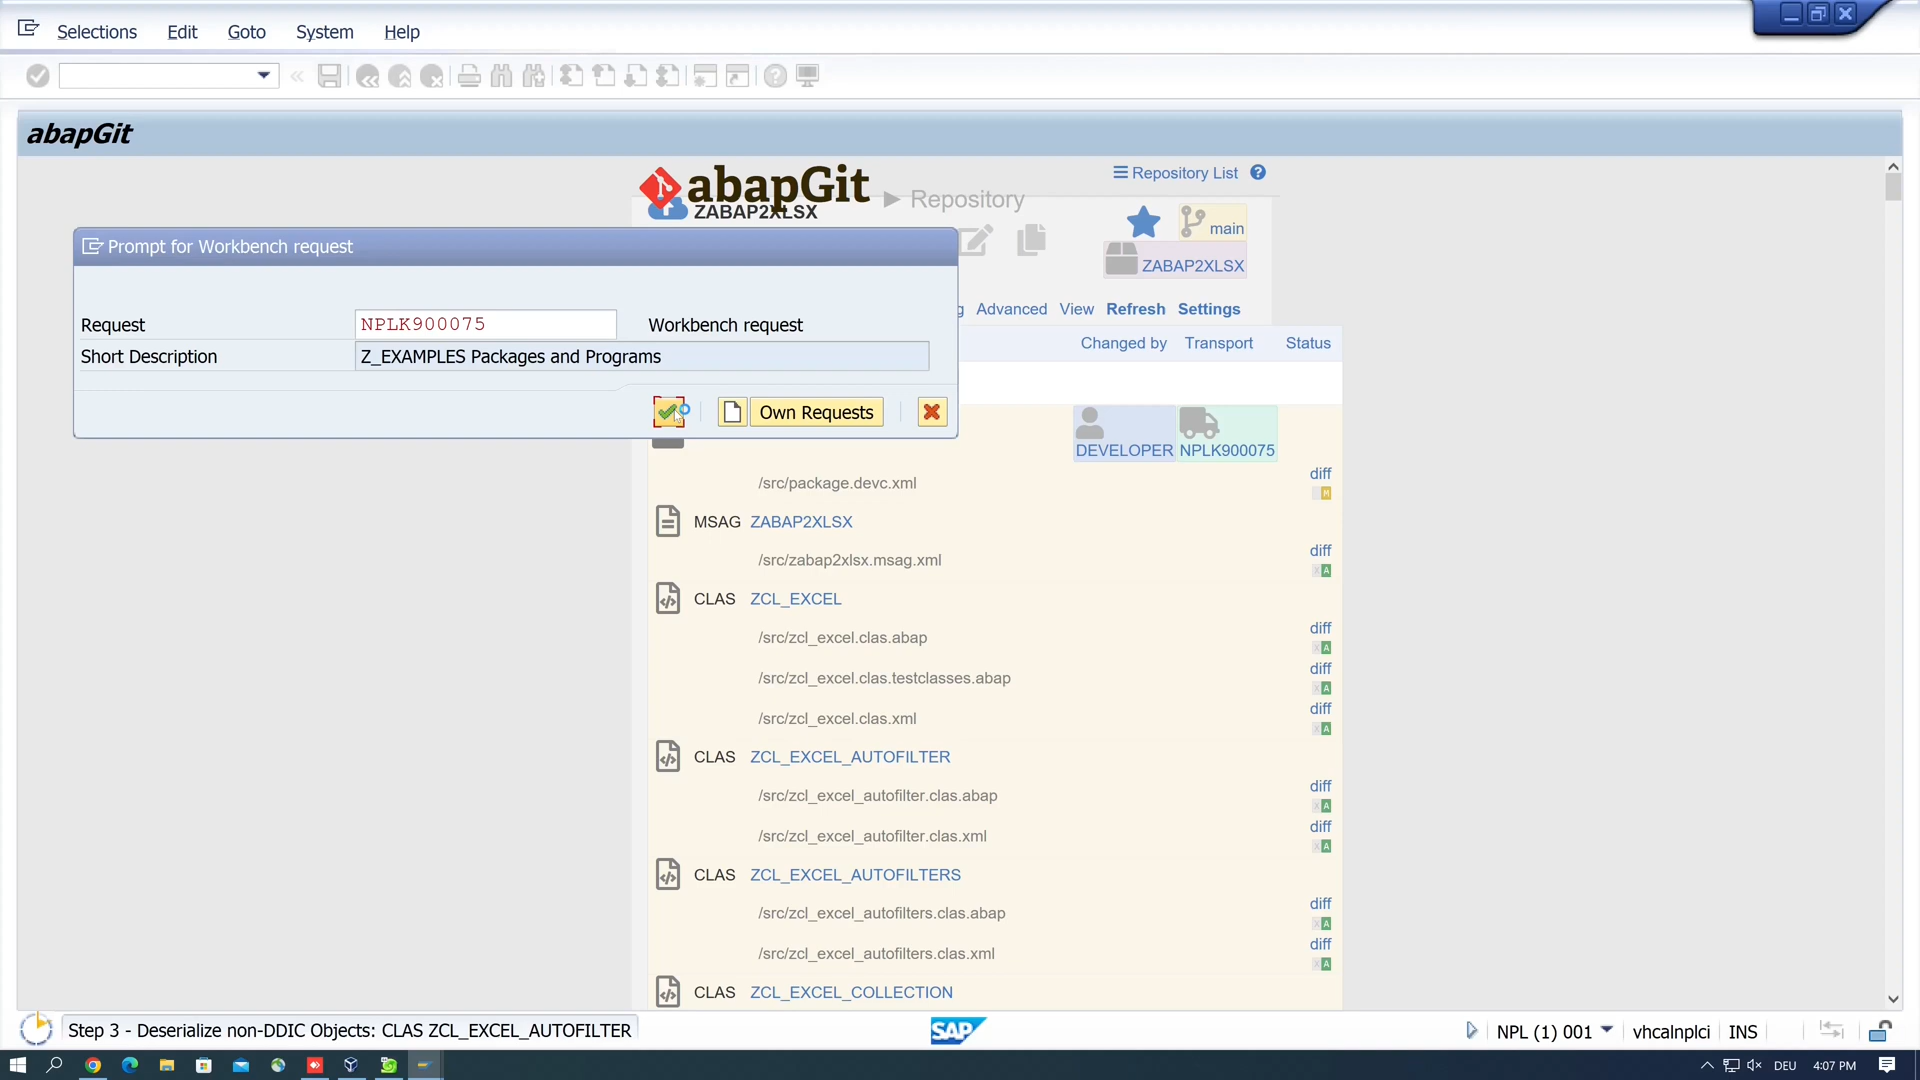 Selections Edit Goto System Help
abapGit
abapGit
Repository
Repository List
ZABAP2XLSX
main
ZABAP2XLSX
Prompt for Workbench request
Request NPLK900075 Workbench request
Short Description Z_EXAMPLES Packages and Programs
Own Requests
g Advanced View Refresh Settings
Changed by Transport Status
DEVELOPER NPLK900075
/src/package.devc.xml diff
M
MSAG ZABAP2XLSX
/src/zabap2xlsx.msag.xml diff
A
CLAS ZCL_EXCEL
/src/zcl_excel.clas.abap diff
A
/src/zcl_excel.clas.testclasses.abap diff
A
/src/zcl_excel.clas.xml diff
A
CLAS ZCL_EXCEL_AUTOFILTER
/src/zcl_excel_autofilter.clas.abap diff
A
/src/zcl_excel_autofilter.clas.xml diff
A
CLAS ZCL_EXCEL_AUTOFILTERS
/src/zcl_excel_autofilters.clas.abap diff
A
/src/zcl_excel_autofilters.clas.xml diff
A
CLAS ZCL_EXCEL_COLLECTION
Step 3 - Deserialize non-DDIC Objects: CLAS ZCL_EXCEL_AUTOFILTER SAP NPL (1) 001 vhcalnplci INS
DEU 4:07 PM